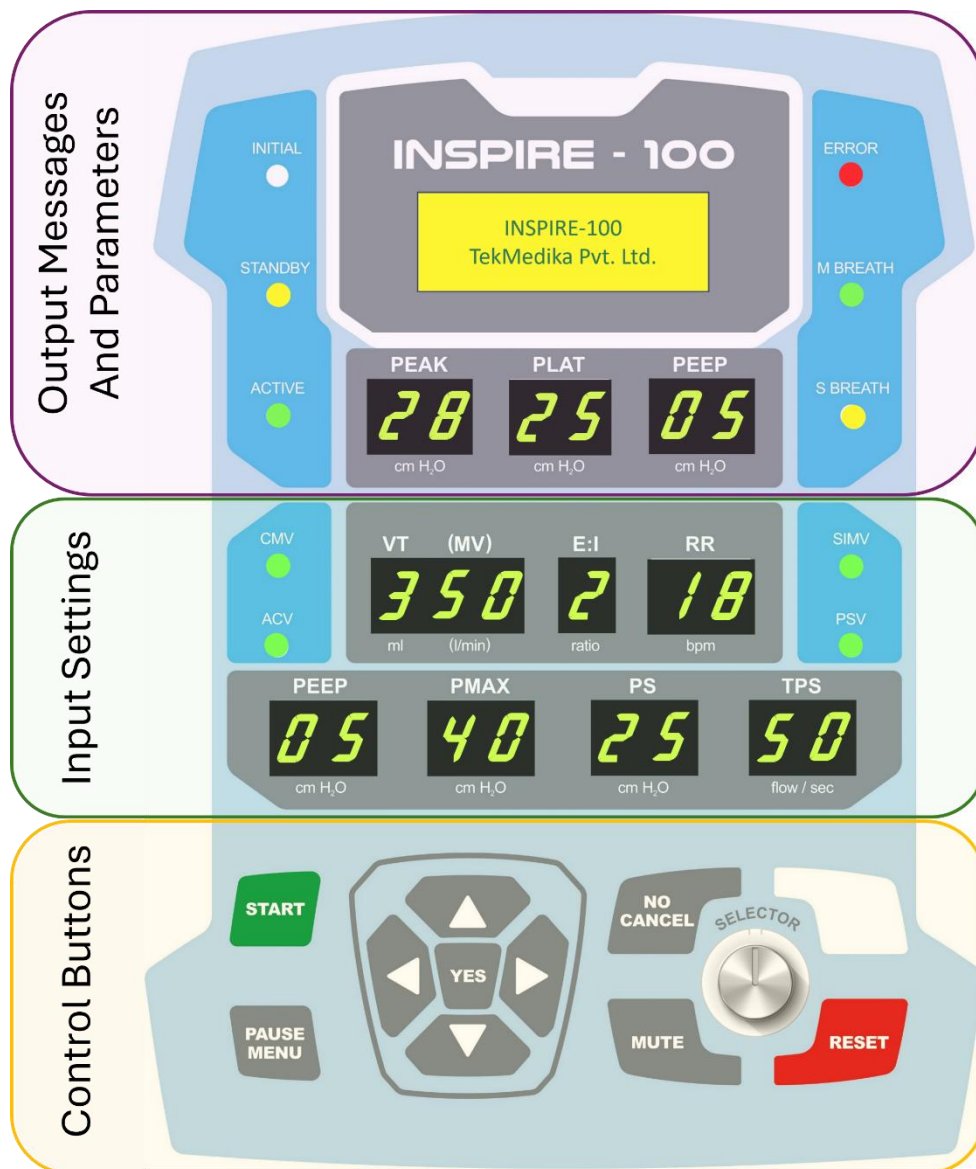 Output Messages
And Parameters
INITIAL
STANDBY
ACTIVE
INSPIRE - 100
INSPIRE-100
TekMedika Pvt. Ltd.
ERROR
M BREATH
S BREATH
PEAK PLAT PEEP
28 25 05
cm H₂O cm H₂O cm H₂O
Input Settings
CMV
ACV
VT (MV) E:I RR
350 2 18
ml (l/min) ratio bpm
SIMV
PSV
PEEP PMAX PS TPS
05 40 25 50
cm H₂O cm H₂O cm H₂O flow / sec
Control Buttons
START
PAUSE
MENU
YES
NO
CANCEL
SELECTOR
MUTE
RESET